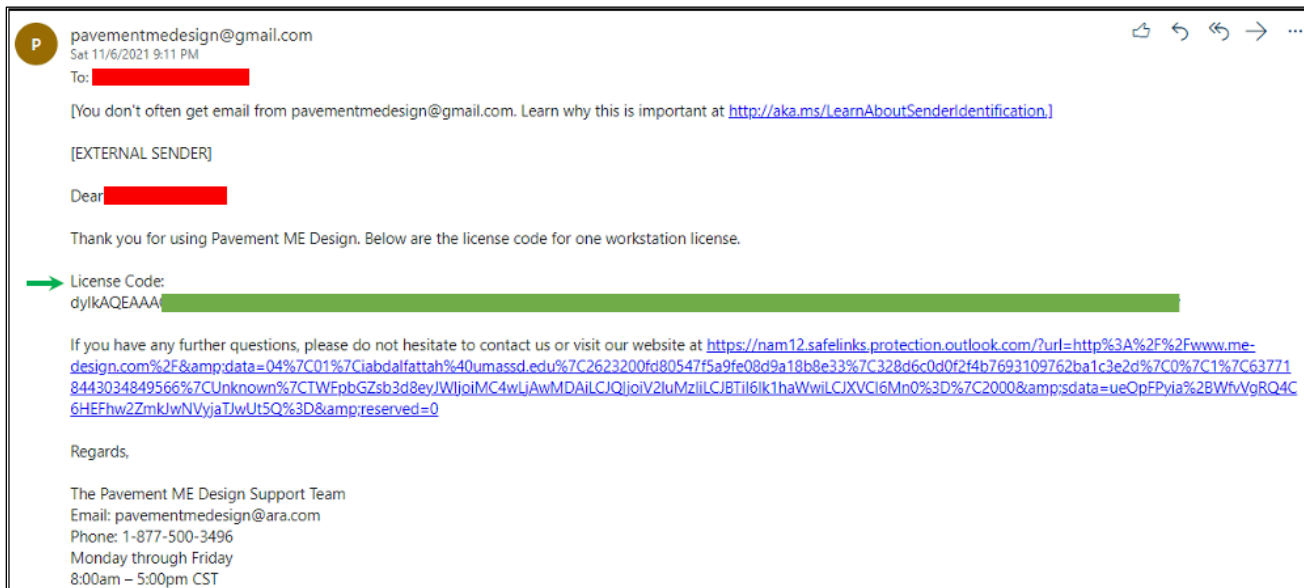 P
pavementmedesign@gmail.com
Sat 11/6/2021 9:11 PM
To:
[You don't often get email from pavementmedesign@gmail.com. Learn why this is important at http://aka.ms/LearnAboutSenderIdentification.]
[EXTERNAL SENDER]
Dear
Thank you for using Pavement ME Design. Below are the license code for one workstation license.
License Code:
dylkAQEAAA
If you have any further questions, please do not hesitate to contact us or visit our website at https://nam12.safelinks.protection.outlook.com/?url=http%3A%2F%2Fwww.me-
design.com%2F&amp;data=04%7C01%7Ciabdalfattah%40umassd.edu%7C2623200fd80547f5a9fe08d9a18b8e33%7C328d6c0d0f2f4b7693109762ba1c3e2d%7C0%7C1%7C63771
8443034849566%7CUnknown%7CTWFpbGZsb3d8eyJWIjoiMC4wLjAwMDAiLCJQIjoiV2luMzIiLCJBTiI6Ik1haWwiLCJXVCI6Mn0%3D%7C2000&amp;sdata=ueOpFPyia%2BWfvVgRQ4C
6HEFhw2ZmkJwNVyjaTJwUt5Q%3D&amp;reserved=0
Regards,
The Pavement ME Design Support Team
Email: pavementmedesign@ara.com
Phone: 1-877-500-3496
Monday through Friday
8:00am – 5:00pm CST